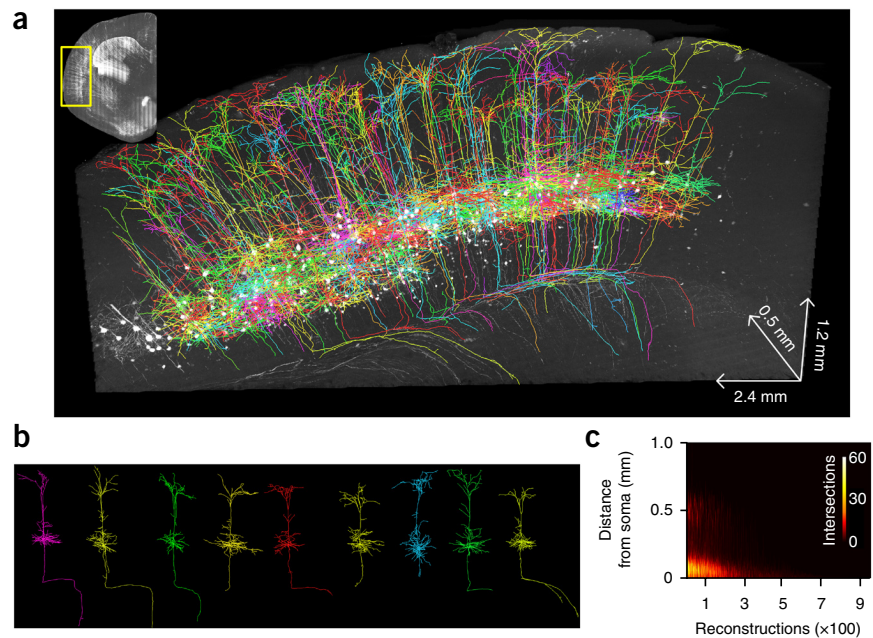 a
0.5 mm
1.2 mm
2.4 mm
b
c
1.0
0.5
0
Distance
from soma (mm)
60
30
0
Intersections
1 3 5 7 9
Reconstructions (×100)